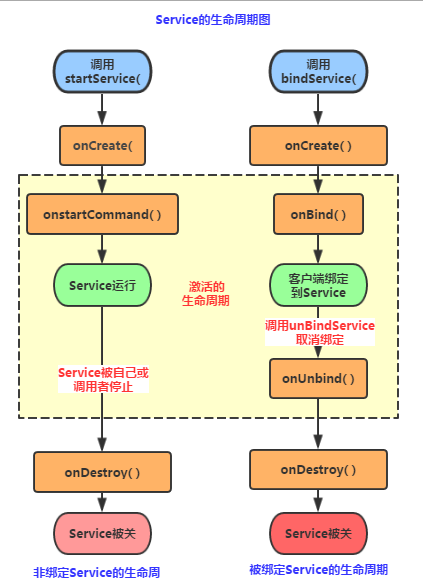 Service的生命周期图
调用
startService(
调用
bindService(
onCreate(
onCreate( )
onstartCommand( )
onBind( )
Service运行
激活的
生命周期
客户端绑定
到Service
调用unBindService
取消绑定
Service被自己或
调用者停止
onUnbind( )
onDestroy( )
onDestroy( )
Service被关
Service被关
非绑定Service的生命周
被绑定Service的生命周期